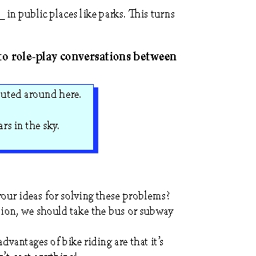 _ in public places like parks. This turns
to role-play conversations between
uted around here.
ars in the sky.
your ideas for solving these problems?
ion, we should take the bus or subway
advantages of bike riding are that it's